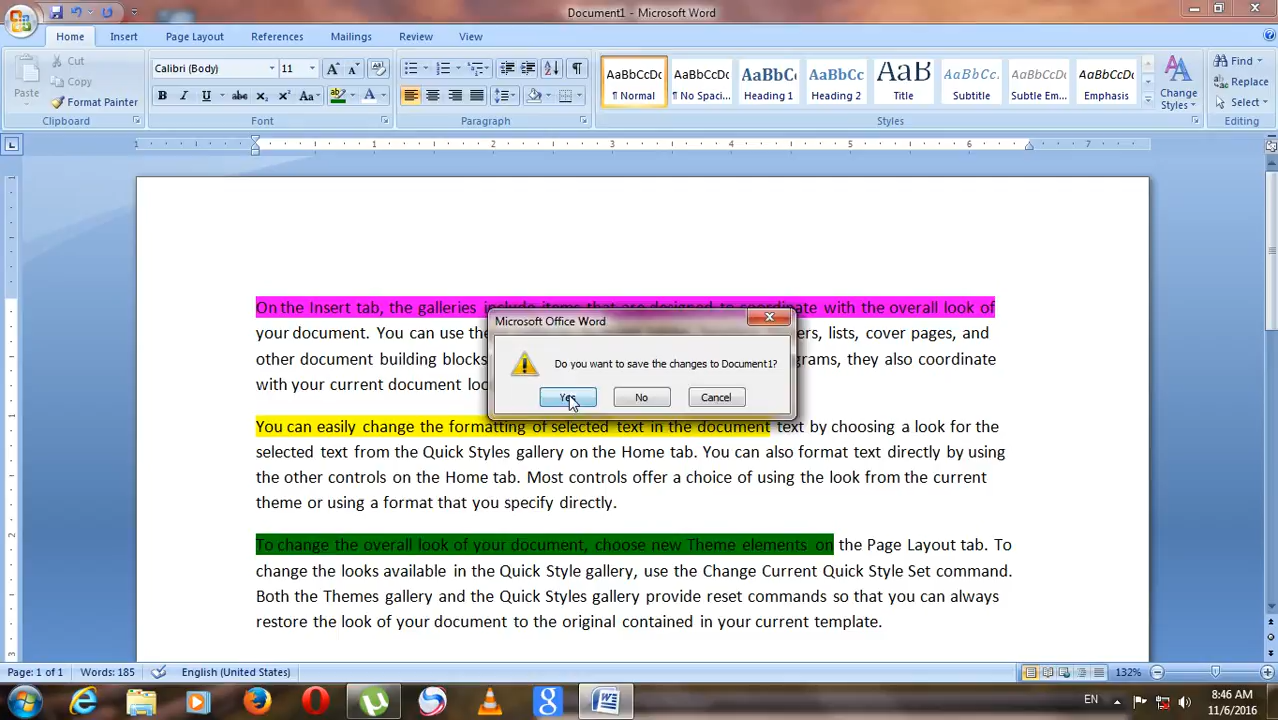 Document1 - Microsoft Word
Home Insert Page Layout References Mailings Review View
Paste
Cut
Copy
Format Painter
Clipboard
Calibri (Body) 11
Font
Paragraph
AaBbCcDc AaBbCcDc AaBbCc AaBbCc AaB AaBbCc. AaBbCcDc AaBbCcDc
¶ Normal ¶ No Spaci... Heading 1 Heading 2 Title Subtitle Subtle Em... Emphasis
Change Styles
Styles
Find
Replace
Select
Editing
1 1 2 3 4 5 6 7
On the Insert tab, the galleries include items that are designed to coordinate with the overall look of
your document. You can use the ers, lists, cover pages, and
other document building blocks grams, they also coordinate
with your current document loo
Microsoft Office Word
Do you want to save the changes to Document1?
Yes No Cancel
You can easily change the formatting of selected text in the document text by choosing a look for the
selected text from the Quick Styles gallery on the Home tab. You can also format text directly by using
the other controls on the Home tab. Most controls offer a choice of using the look from the current
theme or using a format that you specify directly.
To change the overall look of your document, choose new Theme elements on the Page Layout tab. To
change the looks available in the Quick Style gallery, use the Change Current Quick Style Set command.
Both the Themes gallery and the Quick Styles gallery provide reset commands so that you can always
restore the look of your document to the original contained in your current template.
Page: 1 of 1 Words: 185 English (United States) 132%
EN
8:46 AM
11/6/2016